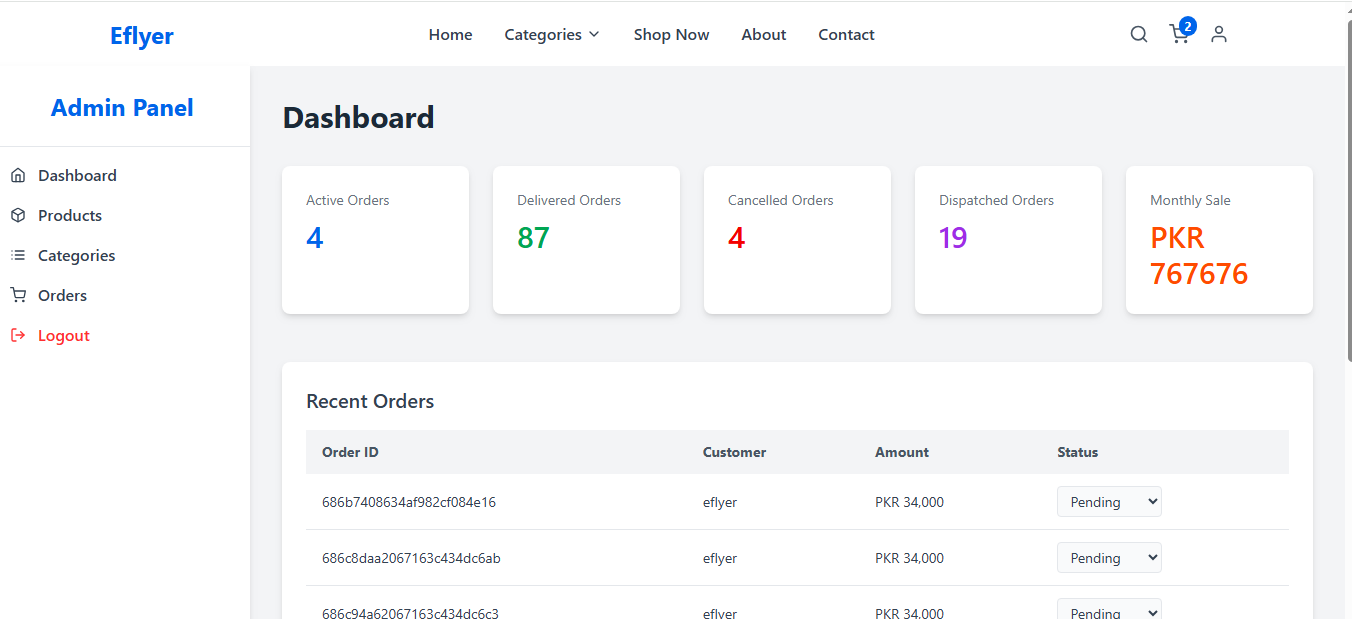 Eflyer
Home Categories Shop Now About Contact
2
Admin Panel
Dashboard
Products
Categories
Orders
Logout
Dashboard
Active Orders
4
Delivered Orders
87
Cancelled Orders
4
Dispatched Orders
19
Monthly Sale
PKR
767676
Recent Orders
Order ID Customer Amount Status
686b7408634af982cf084e16 eflyer PKR 34,000 Pending
686c8daa2067163c434dc6ab eflyer PKR 34,000 Pending
686c94a62067163c434dc6c3 eflyer PKR 34,000 Pending